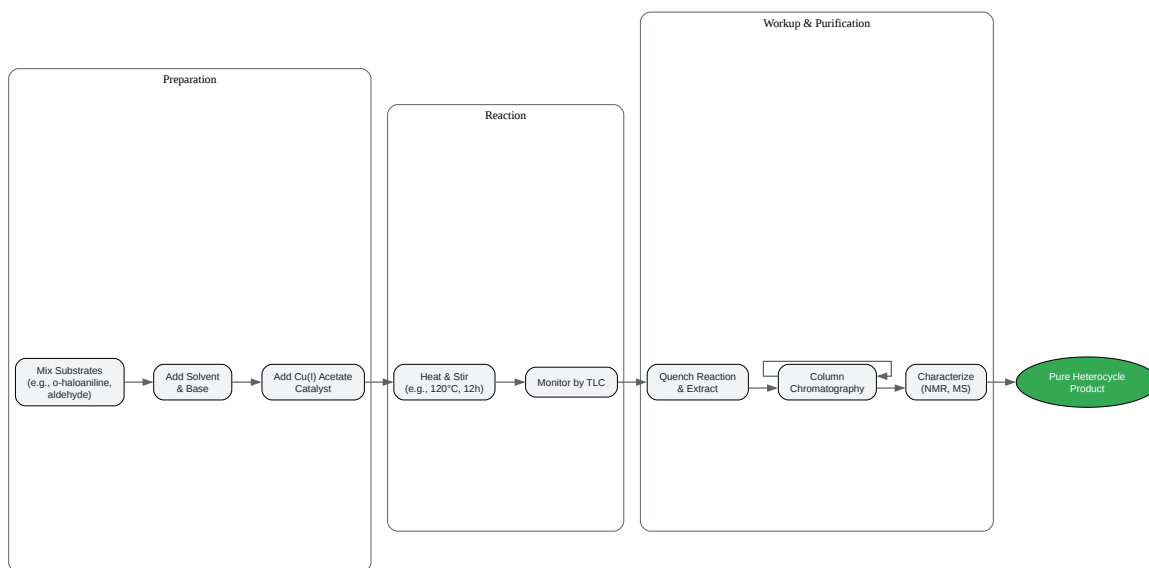 Preparation
Mix Substrates
(e.g., o-haloaniline,
aldehyde)
Add Solvent
& Base
Add Cu(I) Acetate
Catalyst
Reaction
Heat & Stir
(e.g., 120°C, 12h)
Monitor by TLC
Workup & Purification
Quench Reaction
& Extract
Column
Chromatography
Characterize
(NMR, MS)
Pure Heterocycle
Product